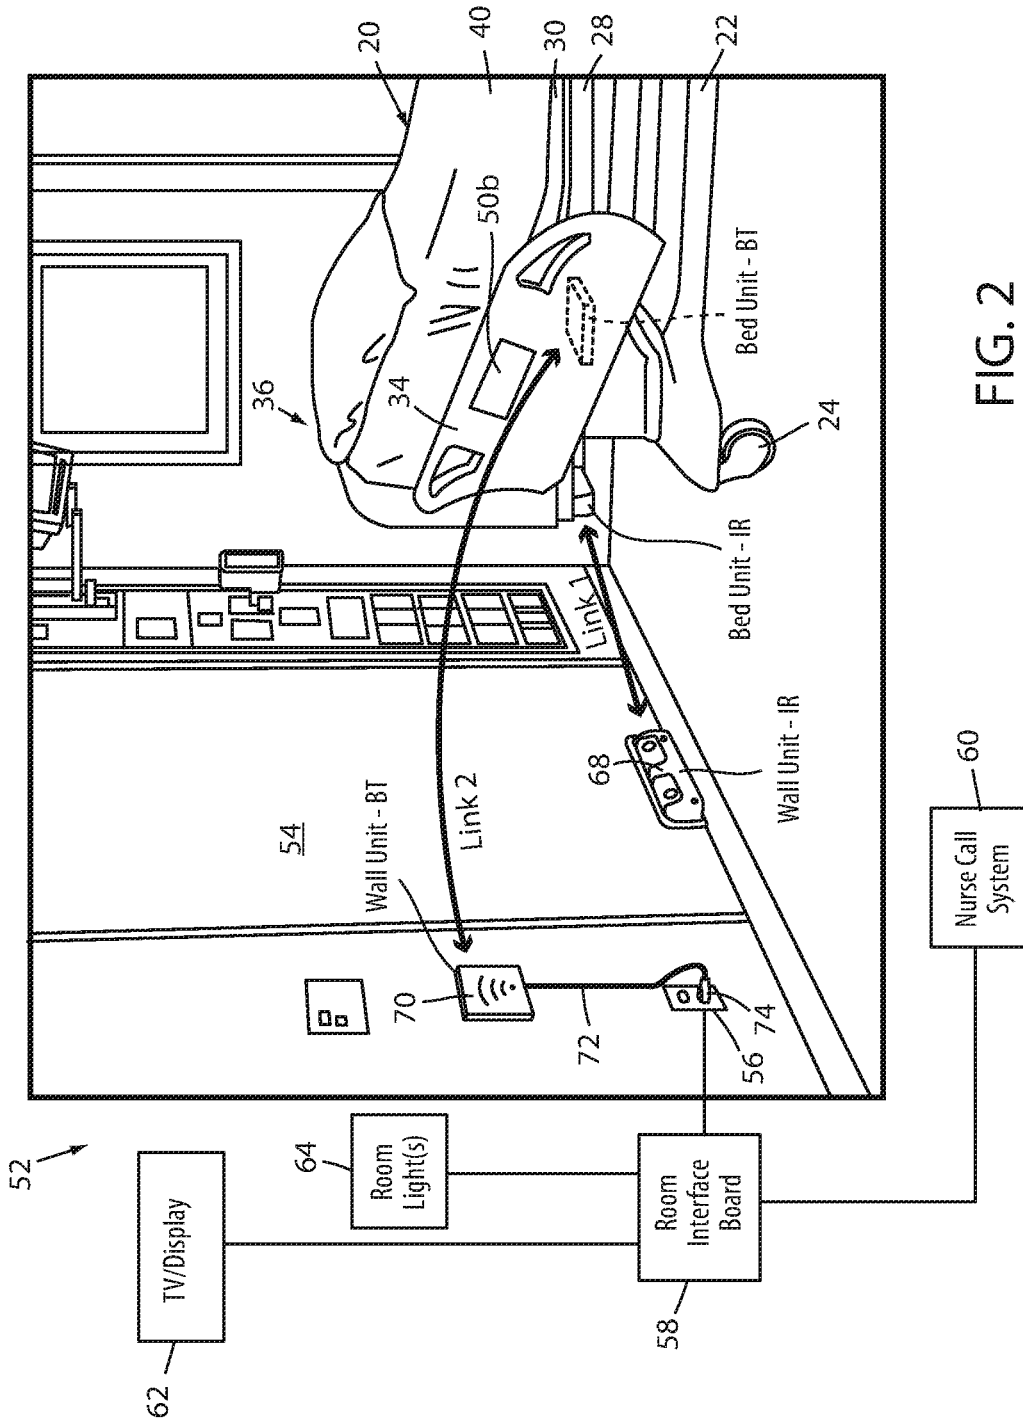 52
62
TV/Display
64
Room
Light(s)
58
Room
Interface
Board
60
Nurse Call
System
54
Wall Unit - BT
70
72
56
74
Link 2
Link 1
68
Wall Unit - IR
Bed Unit - IR
Bed Unit - BT
36
34
50b
20
40
30
28
22
24
FIG. 2